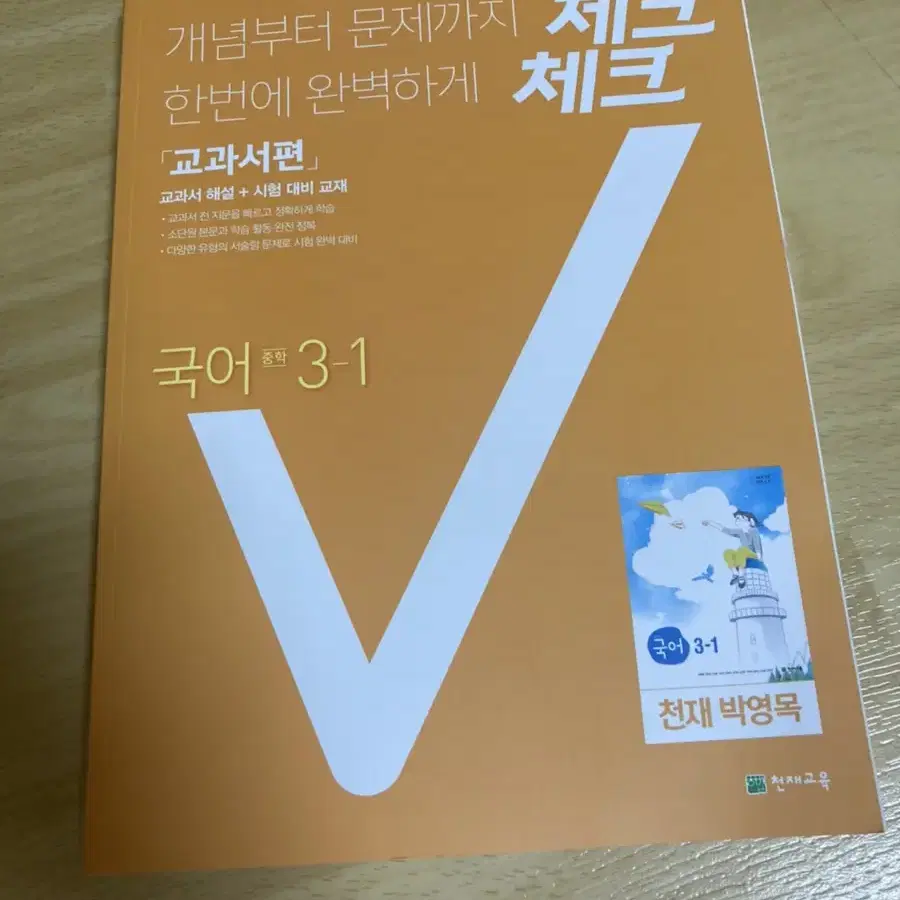 개념부터 문제까지 체크
한번에 완벽하게 체크
「교과서편」
교과서 해설 + 시험 대비 교재
• 교과서 전 지문을 빠르고 정확하게 학습
• 소단원 본문과 학습 활동 완전 정복
• 다양한 유형의 서술형 문제로 시험 완벽 대비
국어 중학 3-1
국어 3-1
천재 박영목
천재교육